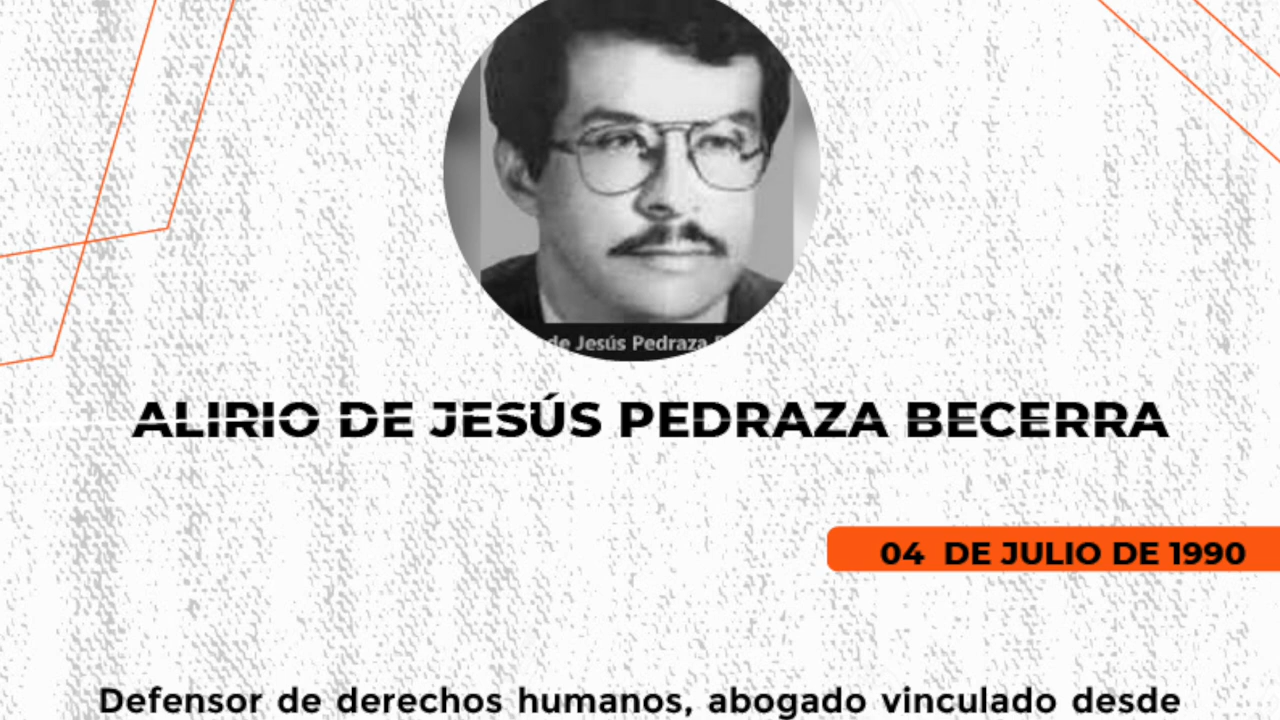 de Jesús Pedraza
ALIRIO DE JESÚS PEDRAZA BECERRA
04 DE JULIO DE 1990
Defensor de derechos humanos, abogado vinculado desde